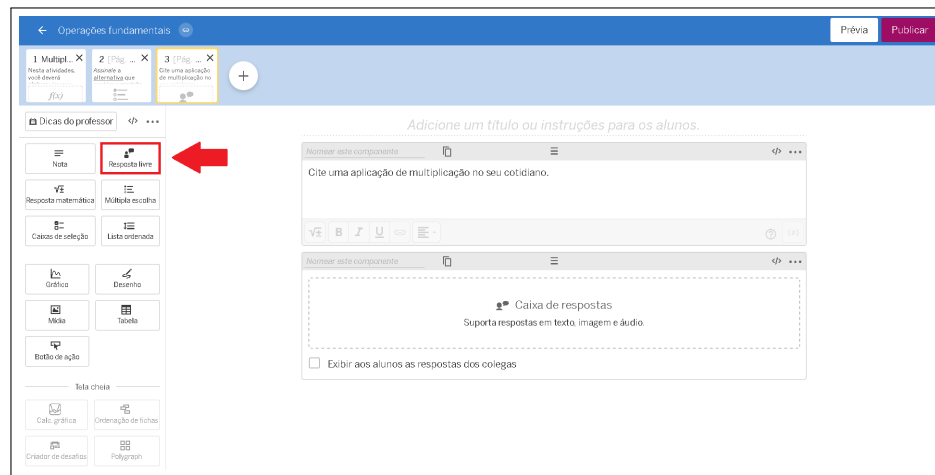 Operações fundamentais
Prévia
Publicar
1 Multipl... X
Nesta atividades,
você deverá
f(x)
2 [Pág. ... X
Assinale a
alternativa que
3 [Pág. ... X
Cite uma aplicação
de multiplicação no
+
Dicas do professor
</>
Nota
Resposta livre
Resposta matemática
Múltipla escolha
Caixas de seleção
Lista ordenada
Gráfico
Desenho
Mídia
Tabela
Botão de ação
Tela cheia
Calc. gráfica
Ordenação de fichas
Criador de desafios
Polygraph
Adicione um título ou instruções para os alunos.
Nomear este componente
</>
Cite uma aplicação de multiplicação no seu cotidiano.
B I U
Nomear este componente
</>
Caixa de respostas
Suporta respostas em texto, imagem e áudio.
Exibir aos alunos as respostas dos colegas